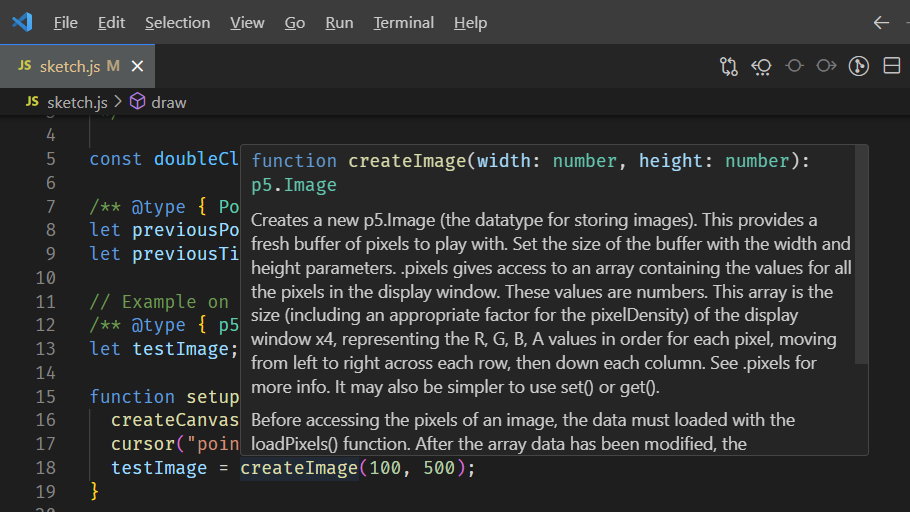 File Edit Selection View Go Run Terminal Help
JS sketch.js M
JS sketch.js > draw
4
5 const doubleCl
6
7 /** @type { Po
8 let previousPo
9 let previousTi
10
11 // Example on
12 /** @type { p5
13 let testImage;
14
15 function setup
16 createCanvas
17 cursor("poin
18 testImage = createImage(100, 500);
19 }
20
function createImage(width: number, height: number):
p5.Image
Creates a new p5.Image (the datatype for storing images). This provides a
fresh buffer of pixels to play with. Set the size of the buffer with the width and
height parameters. .pixels gives access to an array containing the values for all
the pixels in the display window. These values are numbers. This array is the
size (including an appropriate factor for the pixelDensity) of the display
window x4, representing the R, G, B, A values in order for each pixel, moving
from left to right across each row, then down each column. See .pixels for
more info. It may also be simpler to use set() or get().
Before accessing the pixels of an image, the data must loaded with the
loadPixels() function. After the array data has been modified, the